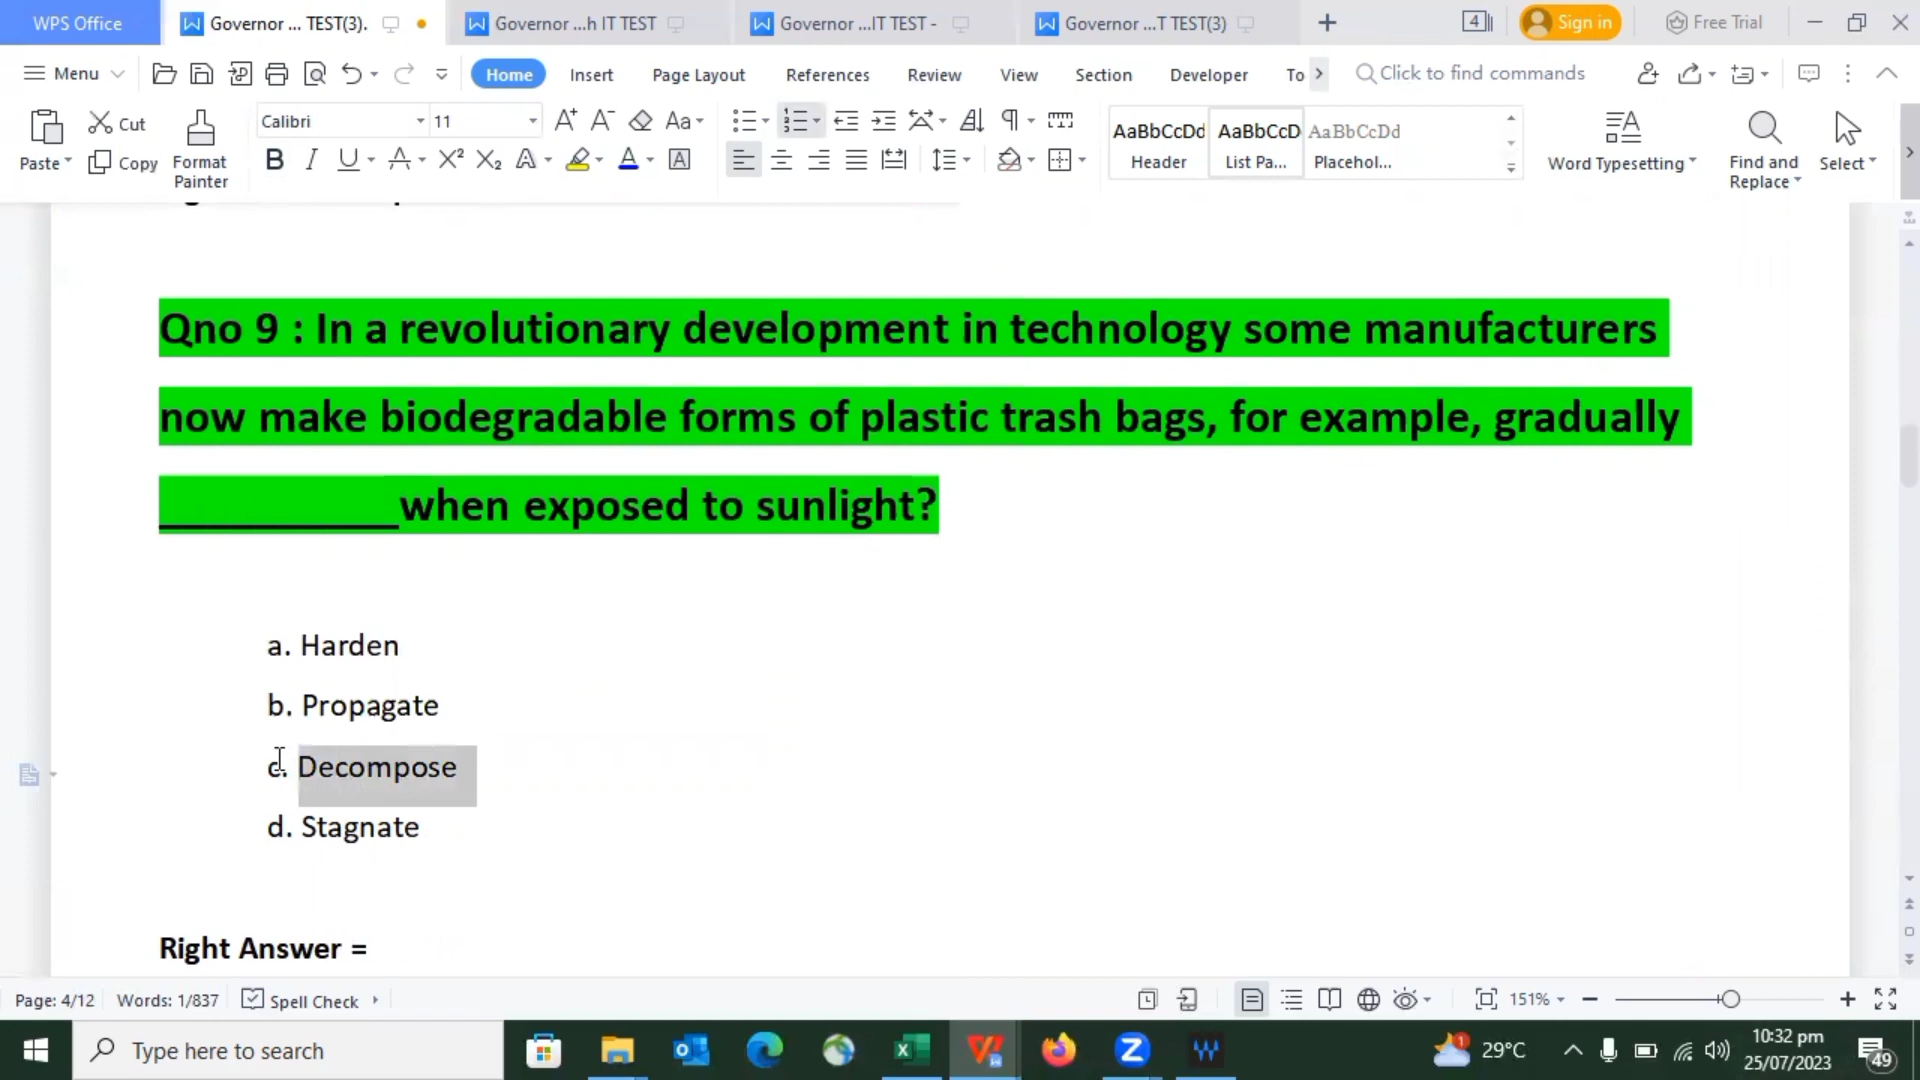 WPS Office
Governor ... TEST(3).
Governor ...h IT TEST
Governor ...IT TEST -
Governor ...T TEST(3)
4
Sign in
Free Trial
Menu
Home
Insert
Page Layout
References
Review
View
Section
Developer
To
Click to find commands
Paste
Cut
Copy
Format
Painter
Calibri
11
AaBbCcDd
Header
AaBbCcD
List Pa...
AaBbCcDd
Placehol...
Word Typesetting
Find and
Replace
Select
Qno 9 : In a revolutionary development in technology some manufacturers
now make biodegradable forms of plastic trash bags, for example, gradually
___________when exposed to sunlight?
a. Harden
b. Propagate
c. Decompose
d. Stagnate
Right Answer =
Page: 4/12
Words: 1/837
Spell Check
151%
Type here to search
29°C
10:32 pm
25/07/2023
49